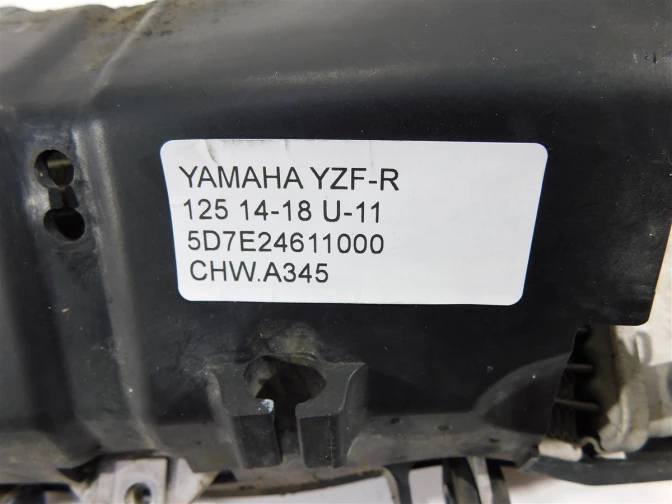 YAMAHA YZF-R
125 14-18 U-11
5D7E24611000
CHW.A345